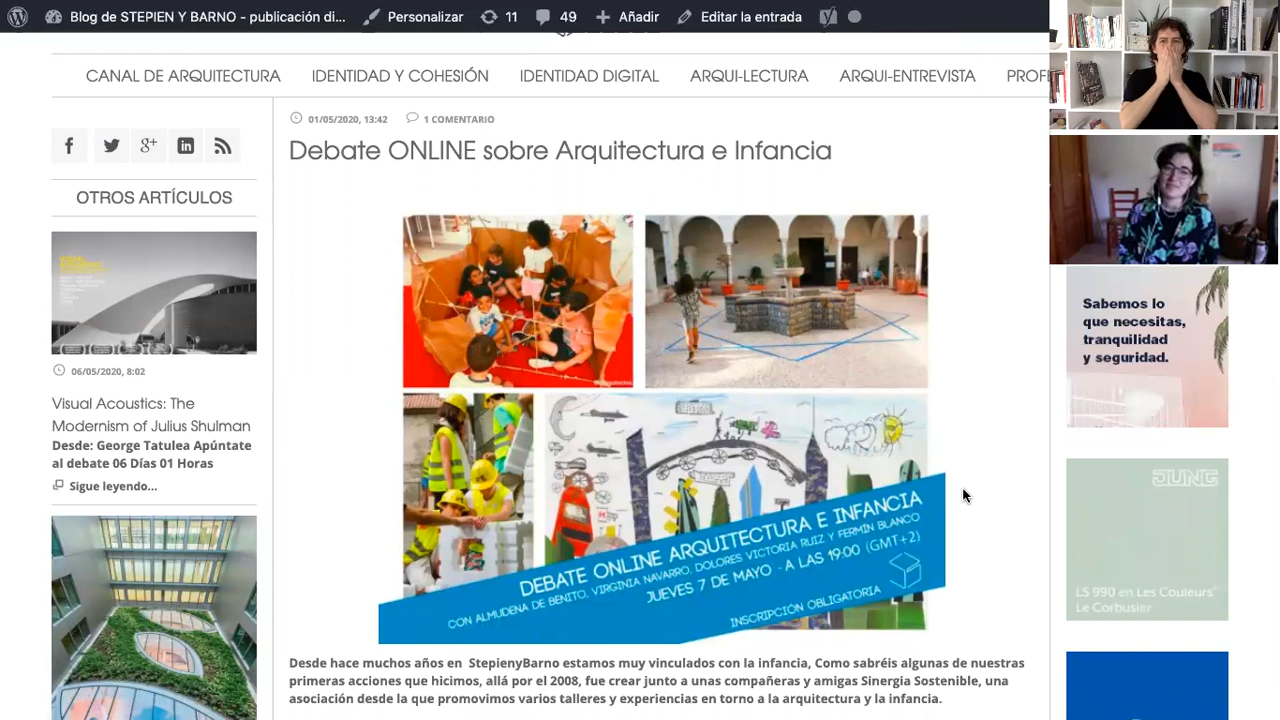 Blog de STEPIEN Y BARNO - publicación di...
Personalizar
11
49
Añadir
Editar la entrada
CANAL DE ARQUITECTURA
IDENTIDAD Y COHESIÓN
IDENTIDAD DIGITAL
ARQUI-LECTURA
ARQUI-ENTREVISTA
PROFI
OTROS ARTÍCULOS
06/05/2020, 8:02
Visual Acoustics: The
Modernism of Julius Shulman
Desde: George Tatulea Apúntate
al debate 06 Días 01 Horas
Sigue leyendo...
01/05/2020, 13:42
1 COMENTARIO
Debate ONLINE sobre Arquitectura e Infancia
DEBATE ONLINE ARQUITECTURA E INFANCIA
CON ALMUDENA DE BENITO, VIRGINIA NAVARRO, DOLORES VICTORIA RUIZ Y FERMÍN BLANCO
JUEVES 7 DE MAYO - A LAS 19:00 (GMT+2)
INSCRIPCIÓN OBLIGATORIA
Desde hace muchos años en StepienyBarno estamos muy vinculados con la infancia, Como sabréis algunas de nuestras
primeras acciones que hicimos, allá por el 2008, fue crear junto a unas compañeras y amigas Sinergia Sostenible, una
asociación desde la que promovimos varios talleres y experiencias en torno a la arquitectura y la infancia.
Sabemos lo
que necesitas,
tranquilidad
y seguridad.
JUNG
LS 990 en Les Couleurs®
Le Corbusier